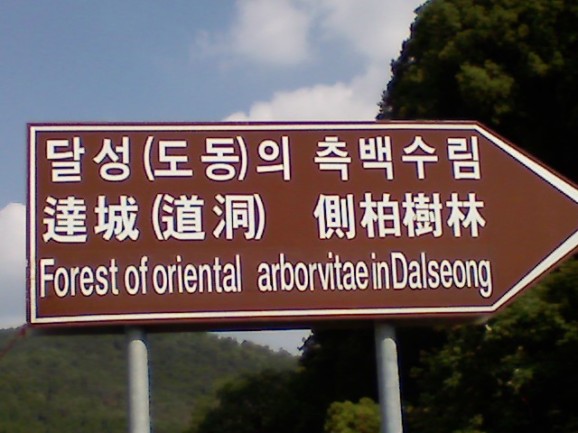 달성(도동)의 측백수림
達城(道洞) 側柏樹林
Forest of oriental arborvitae in Dalseong